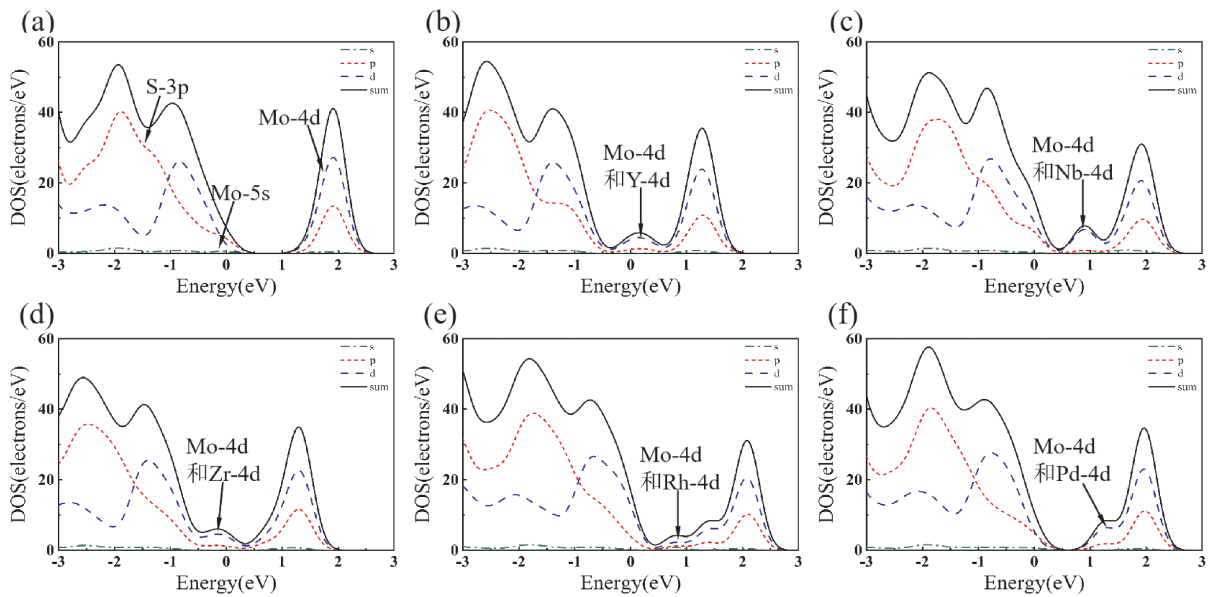 (a)
60
40
20
0
DOS(electrons/eV)
s
p
d
sum
S-3p
Mo-4d
Mo-5s
-3 -2 -1 0 1 2 3
Energy(eV)
(b)
60
40
20
0
DOS(electrons/eV)
s
p
d
sum
Mo-4d
和Y-4d
-3 -2 -1 0 1 2 3
Energy(eV)
(c)
60
40
20
0
DOS(electrons/eV)
s
p
d
sum
Mo-4d
和Nb-4d
-3 -2 -1 0 1 2 3
Energy(eV)
(d)
60
40
20
0
DOS(electrons/eV)
s
p
d
sum
Mo-4d
和Zr-4d
-3 -2 -1 0 1 2 3
Energy(eV)
(e)
60
40
20
0
DOS(electrons/eV)
s
p
d
sum
Mo-4d
和Rh-4d
-3 -2 -1 0 1 2 3
Energy(eV)
(f)
60
40
20
0
DOS(electrons/eV)
s
p
d
sum
Mo-4d
和Pd-4d
-3 -2 -1 0 1 2 3
Energy(eV)